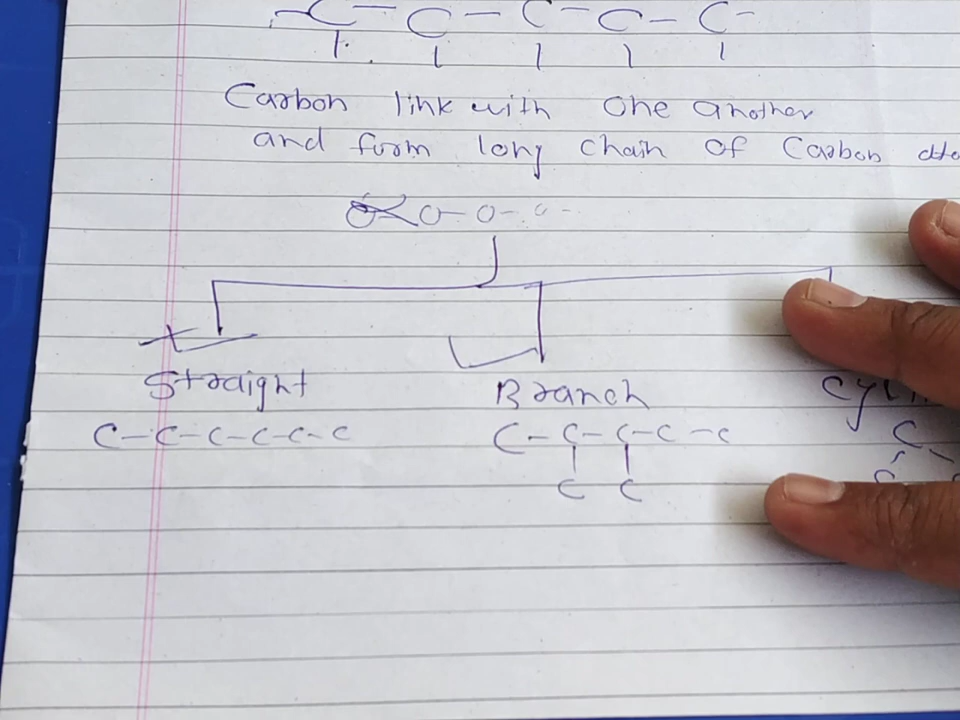 C - C - C - C - C -
Carbon link with one another
and form long chain of Carbon
Straight Branch
C-C-C-C-C-C C-C-C-C-C C
C C